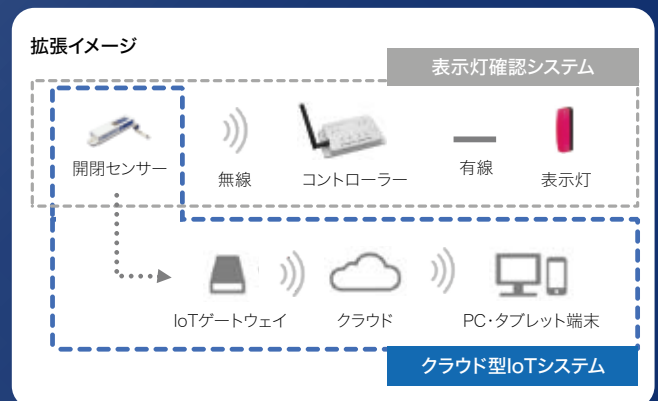 拡張イメージ
表示灯確認システム
開閉センサー
無線
コントローラー
有線
表示灯
IoTゲートウェイ
クラウド
PC・タブレット端末
クラウド型IoTシステム